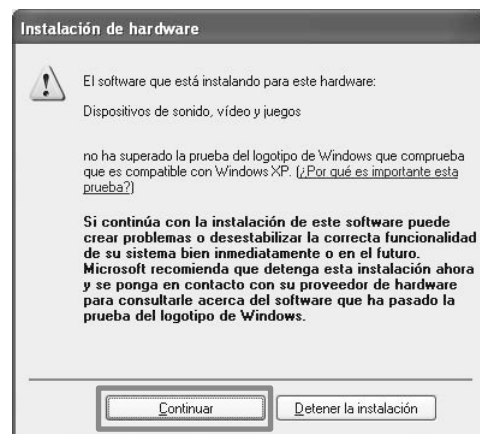 Instalación de hardware
El software que está instalando para este hardware:
Dispositivos de sonido, vídeo y juegos
no ha superado la prueba del logotipo de Windows que comprueba
que es compatible con Windows XP. (¿Por qué es importante esta
prueba?)
Si continúa con la instalación de este software puede
crear problemas o desestabilizar la correcta funcionalidad
de su sistema bien inmediatamente o en el futuro.
Microsoft recomienda que detenga esta instalación ahora
y se ponga en contacto con su proveedor de hardware
para consultarle acerca del software que ha pasado la
prueba del logotipo de Windows.
Continuar Detener la instalación